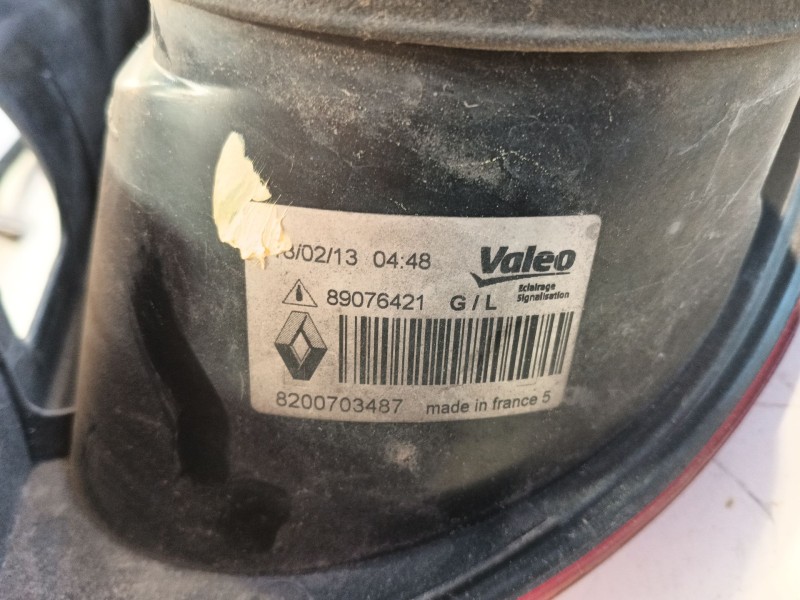 /02/13 04:48
Valeo
Eclairage
Signalisation
89076421 G / L
8200703487 made in france 5